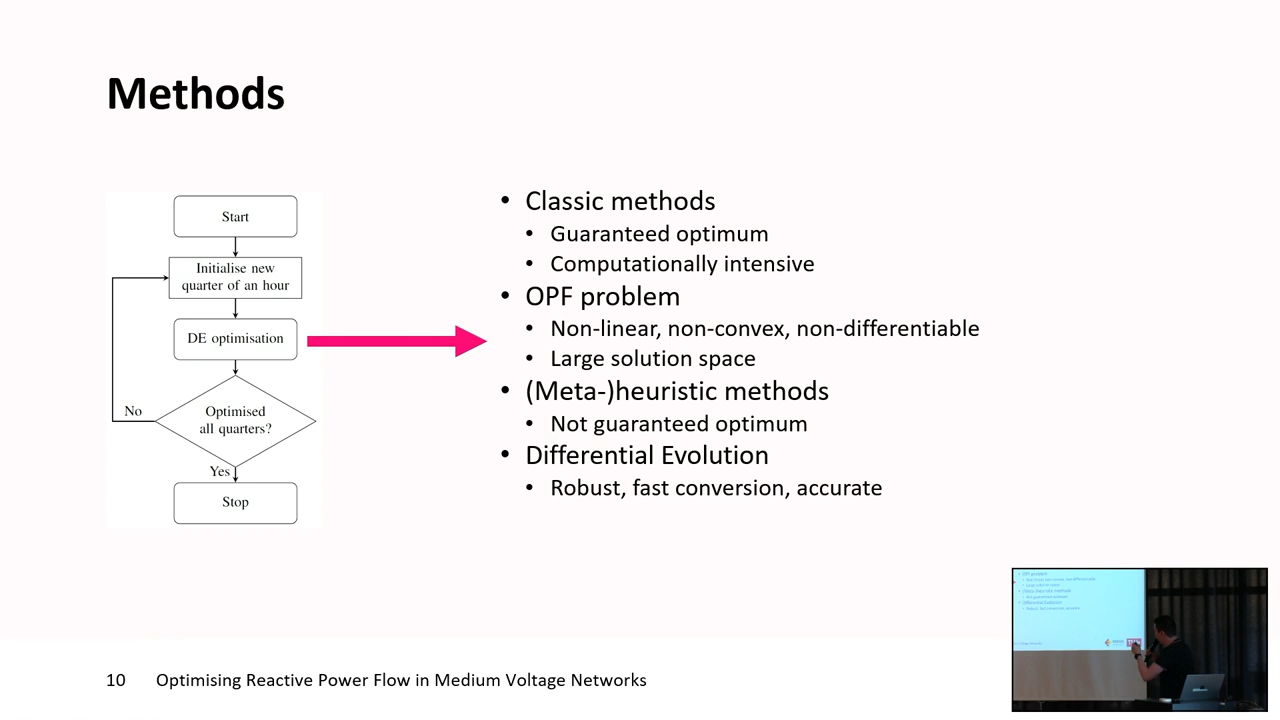 Methods
Start
Initialise new
quarter of an hour
DE optimisation
No
Optimised
all quarters?
Yes
Stop
• Classic methods
• Guaranteed optimum
• Computationally intensive
• OPF problem
• Non-linear, non-convex, non-differentiable
• Large solution space
• (Meta-)heuristic methods
• Not guaranteed optimum
• Differential Evolution
• Robust, fast conversion, accurate
10 Optimising Reactive Power Flow in Medium Voltage Networks